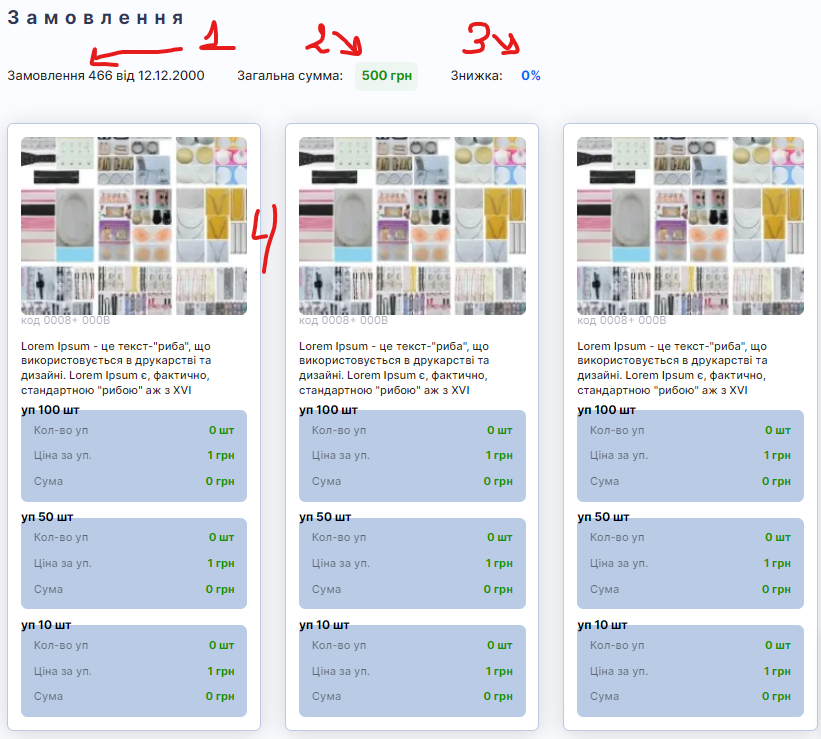 Замовлення
1 2 3
Замовлення 466 від 12.12.2000 Загальна сумма: 500 грн Знижка: 0%
4
код 0008+ 000В
Lorem Ipsum - це текст-"риба", що
використовується в друкарстві та
дизайні. Lorem Ipsum є, фактично,
стандартною "рибою" аж з XVI
уп 100 шт
Кол-во уп 0 шт
Ціна за уп. 1 грн
Сума 0 грн
уп 50 шт
Кол-во уп 0 шт
Ціна за уп. 1 грн
Сума 0 грн
уп 10 шт
Кол-во уп 0 шт
Ціна за уп. 1 грн
Сума 0 грн
код 0008+ 000В
Lorem Ipsum - це текст-"риба", що
використовується в друкарстві та
дизайні. Lorem Ipsum є, фактично,
стандартною "рибою" аж з XVI
уп 100 шт
Кол-во уп 0 шт
Ціна за уп. 1 грн
Сума 0 грн
уп 50 шт
Кол-во уп 0 шт
Ціна за уп. 1 грн
Сума 0 грн
уп 10 шт
Кол-во уп 0 шт
Ціна за уп. 1 грн
Сума 0 грн
код 0008+ 000В
Lorem Ipsum - це текст-"риба", що
використовується в друкарстві та
дизайні. Lorem Ipsum є, фактично,
стандартною "рибою" аж з XVI
уп 100 шт
Кол-во уп 0 шт
Ціна за уп. 1 грн
Сума 0 грн
уп 50 шт
Кол-во уп 0 шт
Ціна за уп. 1 грн
Сума 0 грн
уп 10 шт
Кол-во уп 0 шт
Ціна за уп. 1 грн
Сума 0 грн